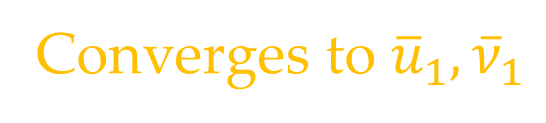 Converges to ū₁, ν̄₁